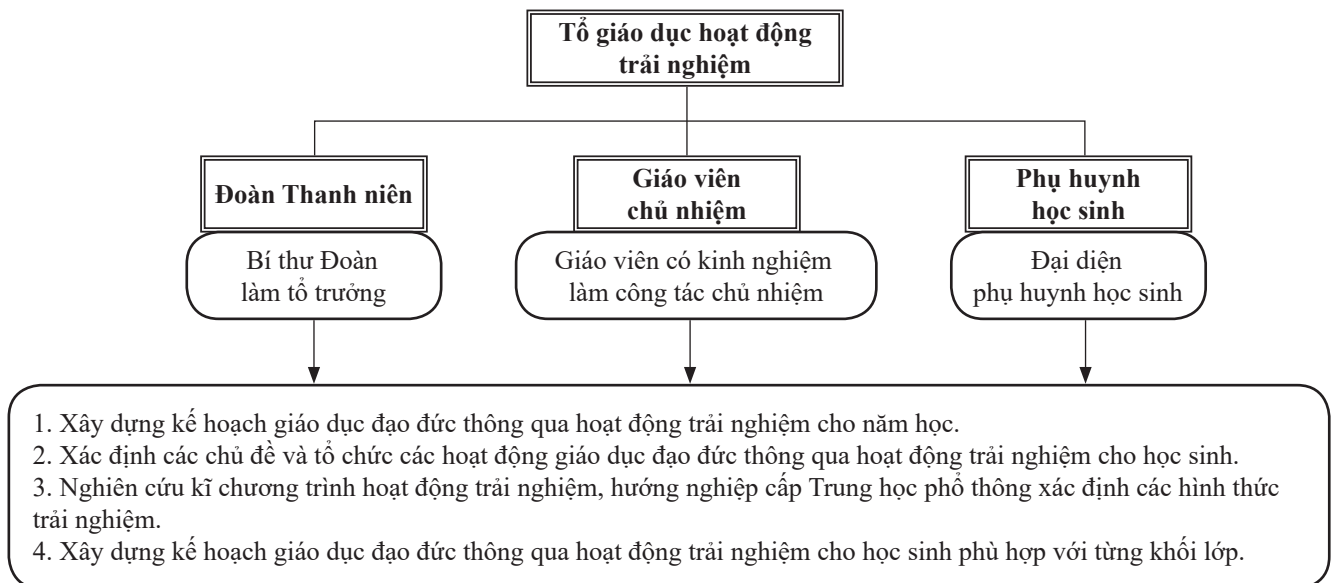 Tổ giáo dục hoạt động
trải nghiệm
Đoàn Thanh niên
Giáo viên
chủ nhiệm
Phụ huynh
học sinh
Bí thư Đoàn
làm tổ trưởng
Giáo viên có kinh nghiệm
làm công tác chủ nhiệm
Đại diện
phụ huynh học sinh
1. Xây dựng kế hoạch giáo dục đạo đức thông qua hoạt động trải nghiệm cho năm học.
2. Xác định các chủ đề và tổ chức các hoạt động giáo dục đạo đức thông qua hoạt động trải nghiệm cho học sinh.
3. Nghiên cứu kĩ chương trình hoạt động trải nghiệm, hướng nghiệp cấp Trung học phổ thông xác định các hình thức
trải nghiệm.
4. Xây dựng kế hoạch giáo dục đạo đức thông qua hoạt động trải nghiệm cho học sinh phù hợp với từng khối lớp.